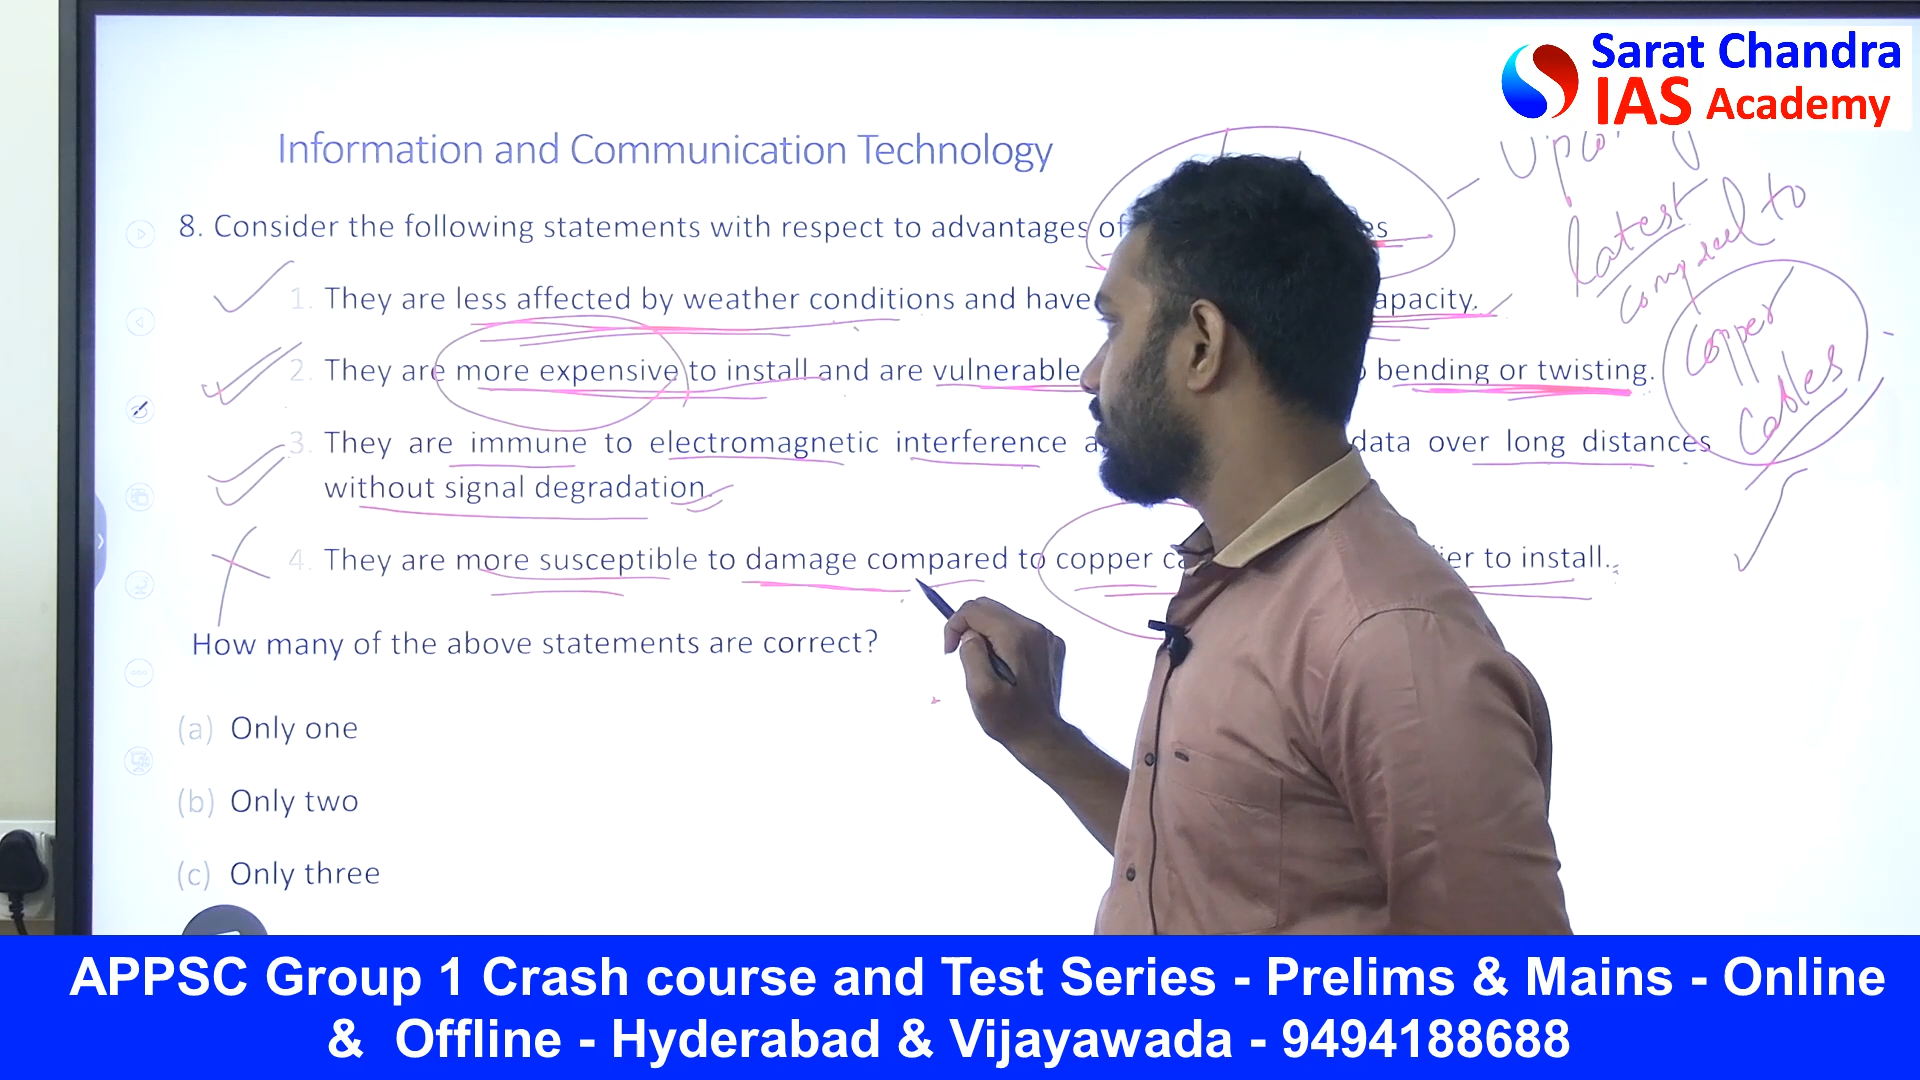 Sarat Chandra
IAS Academy
Information and Communication Technology
8. Consider the following statements with respect to advantages of
1. They are less affected by weather conditions and have apacity.
2. They are more expensive to install and are vulnerable bending or twisting.
3. They are immune to electromagnetic interference a data over long distances
without signal degradation.
4. They are more susceptible to damage compared to copper ca ier to install.
How many of the above statements are correct?
(a) Only one
(b) Only two
(c) Only three
latest
to
Copper
Cables
APPSC Group 1 Crash course and Test Series - Prelims & Mains - Online
& Offline - Hyderabad & Vijayawada - 9494188688